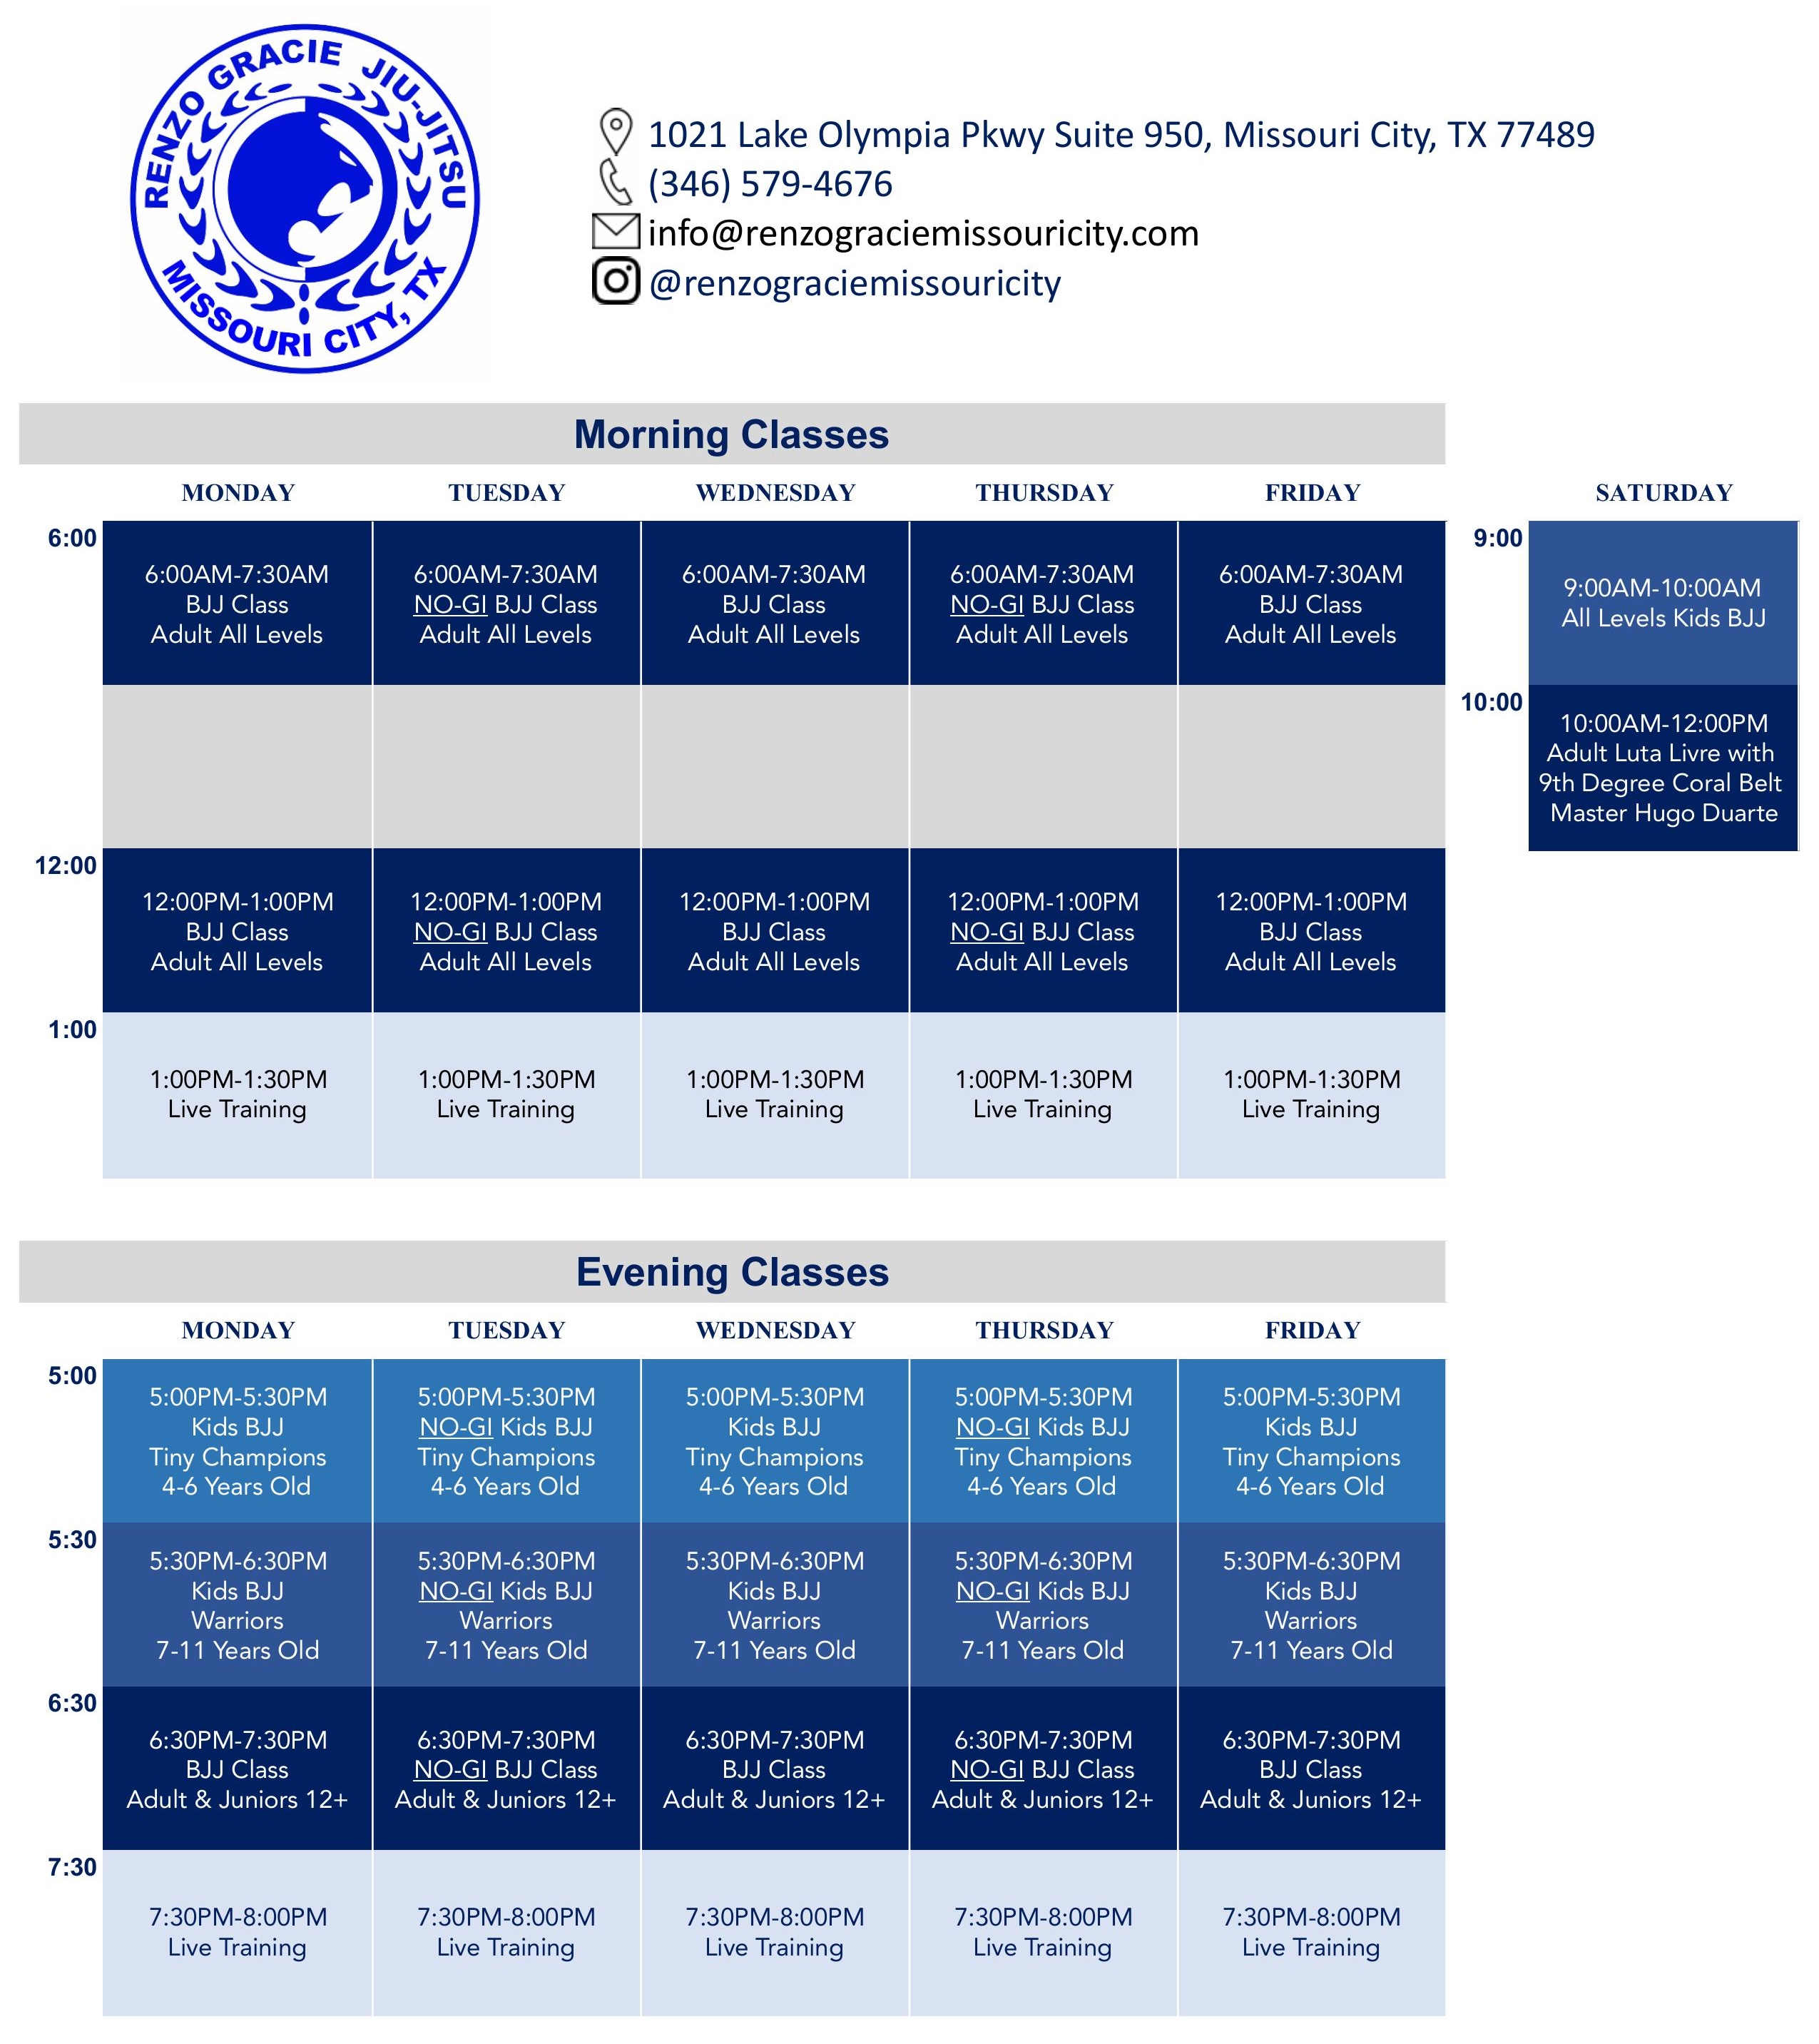 RENZO GRACIE JIU-JITSU
MISSOURI CITY, TX
1021 Lake Olympia Pkwy Suite 950, Missouri City, TX 77489
(346) 579-4676
info@renzograciemissouricity.com
@renzograciemissouricity
Morning Classes
MONDAY TUESDAY WEDNESDAY THURSDAY FRIDAY SATURDAY
6:00
6:00AM-7:30AM
BJJ Class
Adult All Levels
6:00AM-7:30AM
NO-GI BJJ Class
Adult All Levels
6:00AM-7:30AM
BJJ Class
Adult All Levels
6:00AM-7:30AM
NO-GI BJJ Class
Adult All Levels
6:00AM-7:30AM
BJJ Class
Adult All Levels
9:00
9:00AM-10:00AM
All Levels Kids BJJ
10:00
10:00AM-12:00PM
Adult Luta Livre with
9th Degree Coral Belt
Master Hugo Duarte
12:00
12:00PM-1:00PM
BJJ Class
Adult All Levels
12:00PM-1:00PM
NO-GI BJJ Class
Adult All Levels
12:00PM-1:00PM
BJJ Class
Adult All Levels
12:00PM-1:00PM
NO-GI BJJ Class
Adult All Levels
12:00PM-1:00PM
BJJ Class
Adult All Levels
1:00
1:00PM-1:30PM
Live Training
1:00PM-1:30PM
Live Training
1:00PM-1:30PM
Live Training
1:00PM-1:30PM
Live Training
1:00PM-1:30PM
Live Training
Evening Classes
MONDAY TUESDAY WEDNESDAY THURSDAY FRIDAY
5:00
5:00PM-5:30PM
Kids BJJ
Tiny Champions
4-6 Years Old
5:00PM-5:30PM
NO-GI Kids BJJ
Tiny Champions
4-6 Years Old
5:00PM-5:30PM
Kids BJJ
Tiny Champions
4-6 Years Old
5:00PM-5:30PM
NO-GI Kids BJJ
Tiny Champions
4-6 Years Old
5:00PM-5:30PM
Kids BJJ
Tiny Champions
4-6 Years Old
5:30
5:30PM-6:30PM
Kids BJJ
Warriors
7-11 Years Old
5:30PM-6:30PM
NO-GI Kids BJJ
Warriors
7-11 Years Old
5:30PM-6:30PM
Kids BJJ
Warriors
7-11 Years Old
5:30PM-6:30PM
NO-GI Kids BJJ
Warriors
7-11 Years Old
5:30PM-6:30PM
Kids BJJ
Warriors
7-11 Years Old
6:30
6:30PM-7:30PM
BJJ Class
Adult & Juniors 12+
6:30PM-7:30PM
NO-GI BJJ Class
Adult & Juniors 12+
6:30PM-7:30PM
BJJ Class
Adult & Juniors 12+
6:30PM-7:30PM
NO-GI BJJ Class
Adult & Juniors 12+
6:30PM-7:30PM
BJJ Class
Adult & Juniors 12+
7:30
7:30PM-8:00PM
Live Training
7:30PM-8:00PM
Live Training
7:30PM-8:00PM
Live Training
7:30PM-8:00PM
Live Training
7:30PM-8:00PM
Live Training